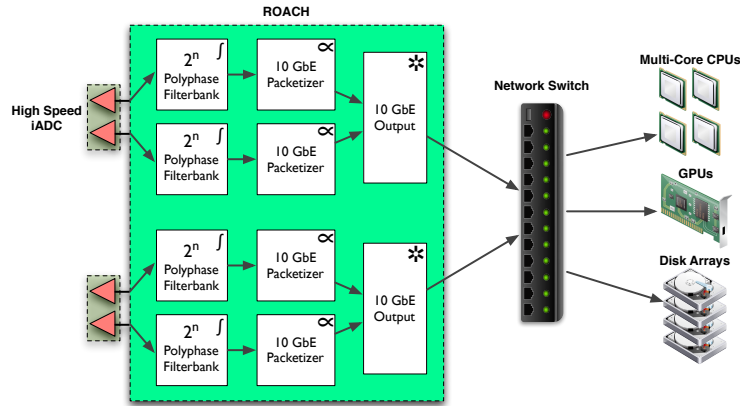 ROACH
High Speed
iADC
2ⁿ ∫
Polyphase
Filterbank
∝
10 GbE
Packetizer
2ⁿ ∫
Polyphase
Filterbank
∝
10 GbE
Packetizer
✲
10 GbE
Output
2ⁿ ∫
Polyphase
Filterbank
∝
10 GbE
Packetizer
2ⁿ ∫
Polyphase
Filterbank
∝
10 GbE
Packetizer
✲
10 GbE
Output
Network Switch
Multi-Core CPUs
GPUs
Disk Arrays